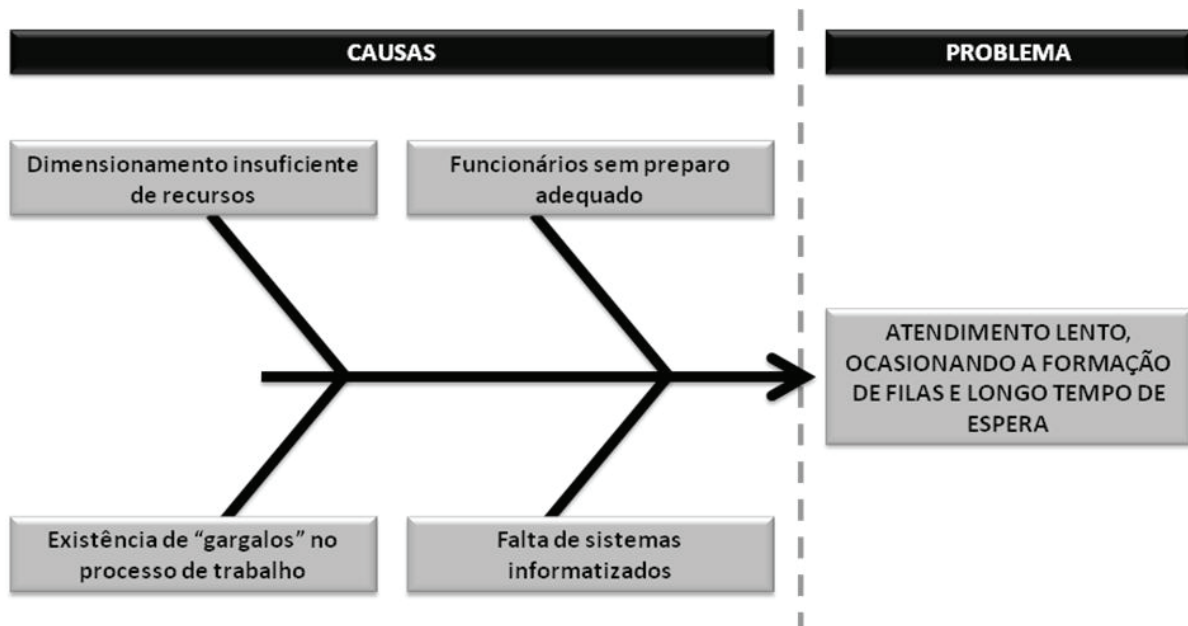 CAUSAS
PROBLEMA
Dimensionamento insuficiente
de recursos
Funcionários sem preparo
adequado
ATENDIMENTO LENTO,
OCASIONANDO A FORMAÇÃO
DE FILAS E LONGO TEMPO DE
ESPERA
Existência de “gargalos” no
processo de trabalho
Falta de sistemas
informatizados